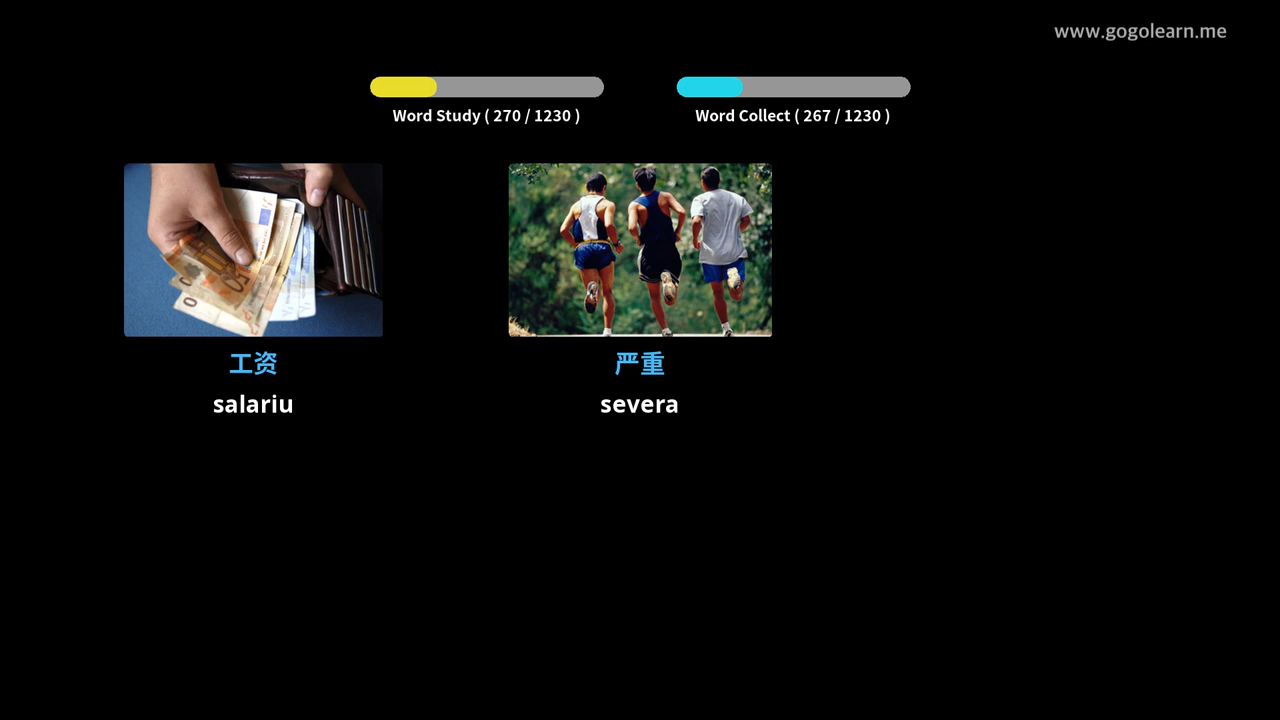 www.gogolearn.me
Word Study ( 270 / 1230 )
Word Collect ( 267 / 1230 )
工资
salariu
严重
severa